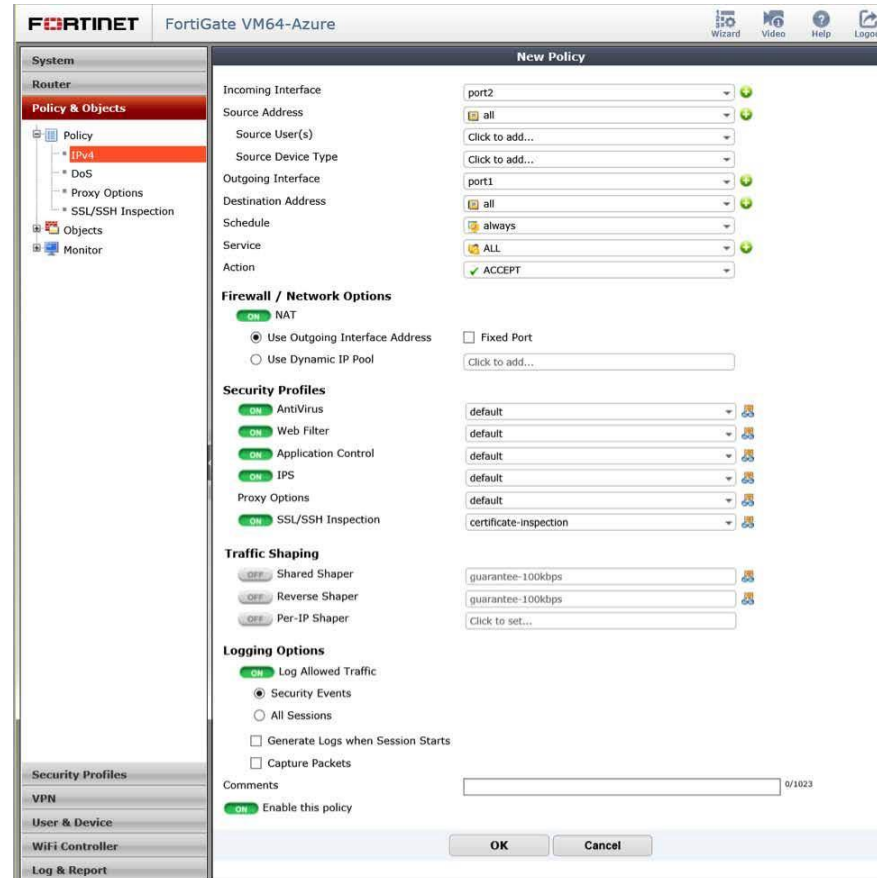 FORTINET FortiGate VM64-Azure
Wizard Video Help Logou
System
Router
Policy & Objects
Policy
IPv4
DoS
Proxy Options
SSL/SSH Inspection
Objects
Monitor
Security Profiles
VPN
User & Device
WiFi Controller
Log & Report
New Policy
Incoming Interface port2
Source Address all
Source User(s) Click to add...
Source Device Type Click to add...
Outgoing Interface port1
Destination Address all
Schedule always
Service ALL
Action ACCEPT
Firewall / Network Options
ON NAT
Use Outgoing Interface Address Fixed Port
Use Dynamic IP Pool Click to add...
Security Profiles
ON AntiVirus default
ON Web Filter default
ON Application Control default
ON IPS default
Proxy Options default
ON SSL/SSH Inspection certificate-inspection
Traffic Shaping
OFF Shared Shaper guarantee-100kbps
OFF Reverse Shaper guarantee-100kbps
OFF Per-IP Shaper Click to set...
Logging Options
ON Log Allowed Traffic
Security Events
All Sessions
Generate Logs when Session Starts
Capture Packets
Comments 0/1023
ON Enable this policy
OK Cancel